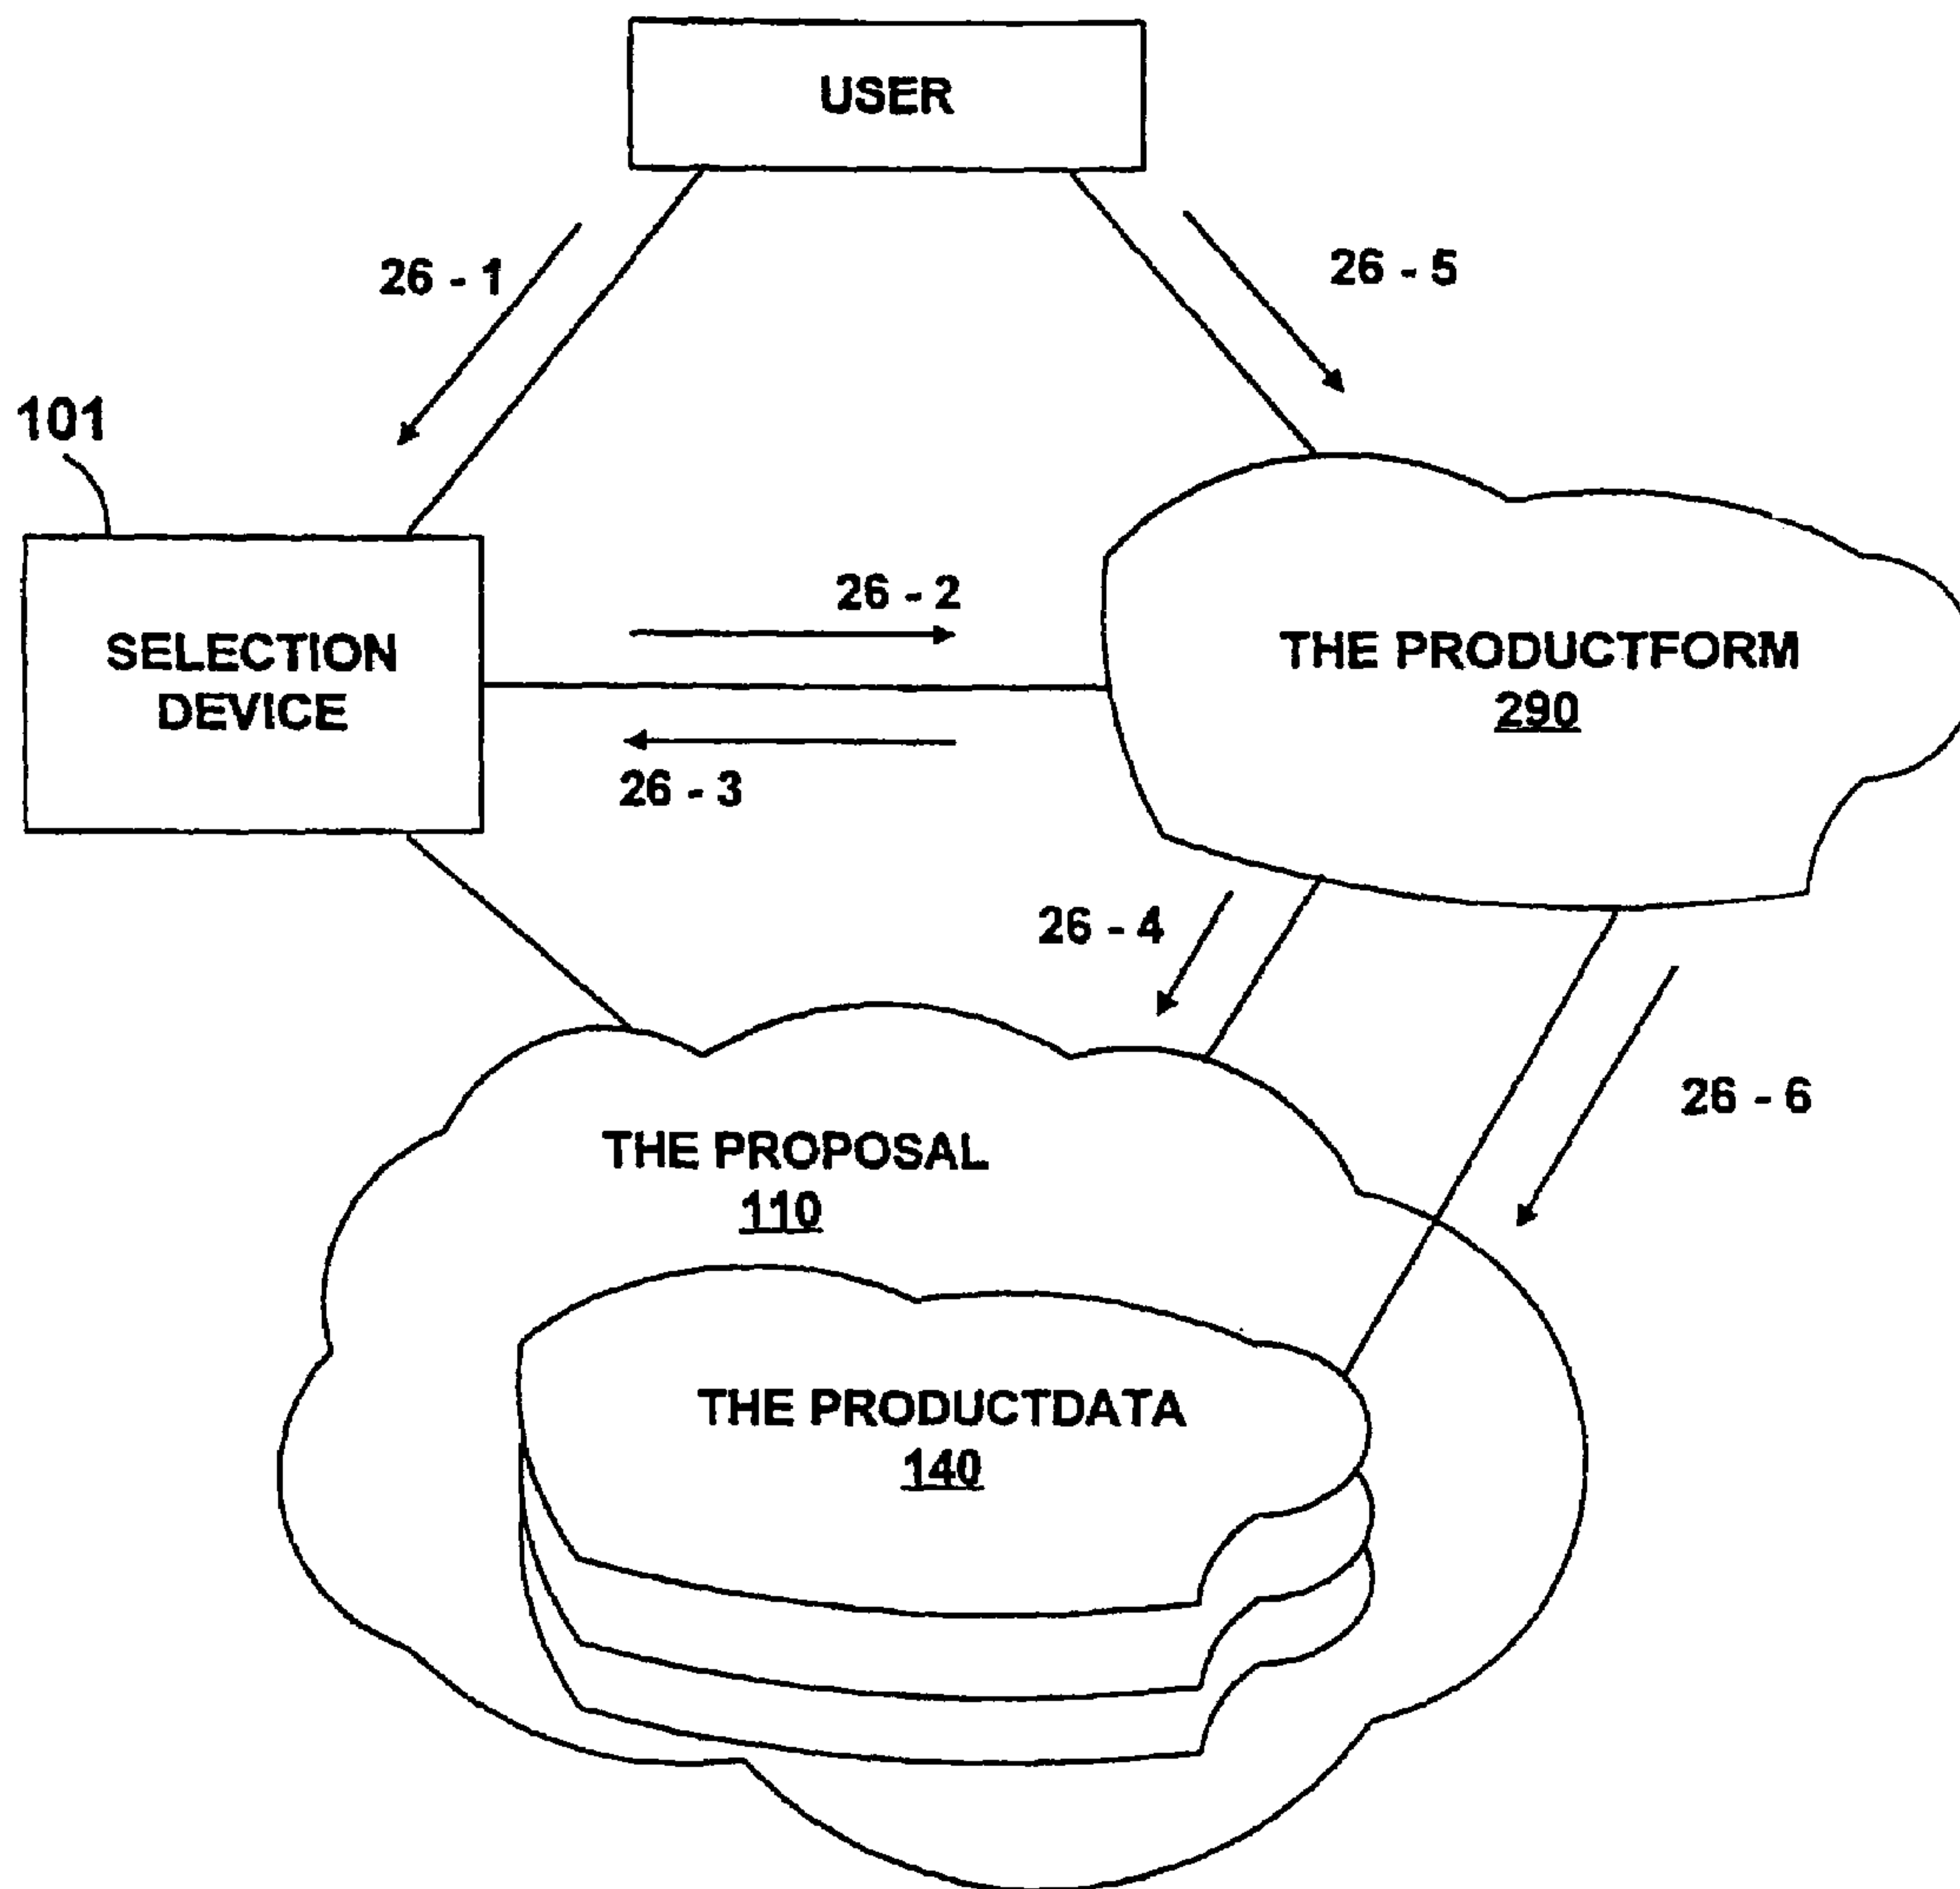 USER
26 - 1
26 - 5
101
26 - 2
SELECTION
DEVICE
THE PRODUCTFORM
290
26 - 3
26 - 4
26 - 6
THE PROPOSAL
110
THE PRODUCTDATA
140